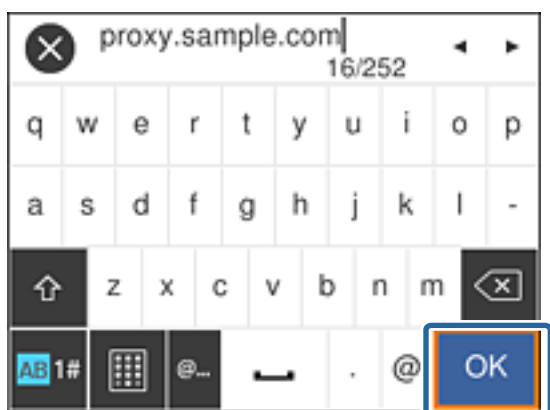 proxy.sample.com
16/252
q w e r t y u i o p
a s d f g h j k l -
z x c v b n m
AB 1# @... . @ OK